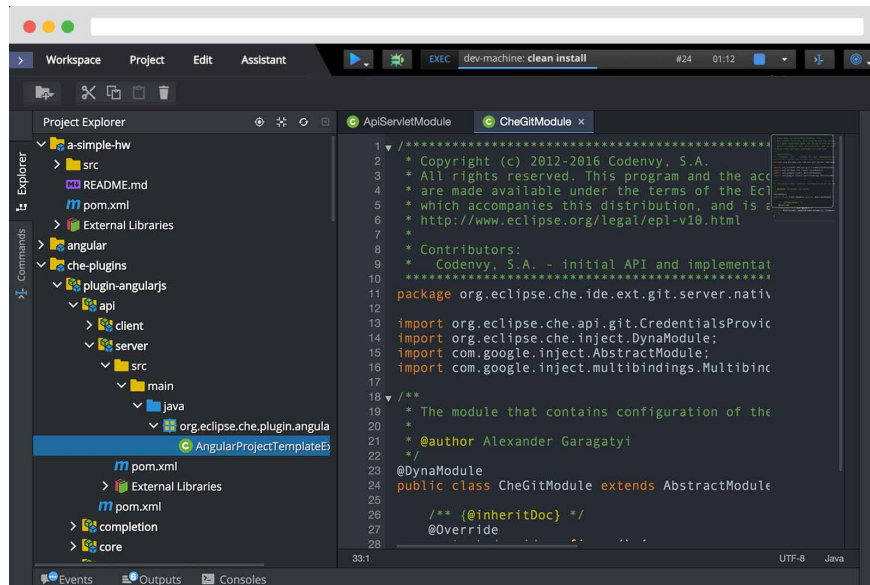 Workspace Project Edit Assistant
EXEC dev-machine: clean install #24 01:12
Project Explorer
Explorer
Commands
a-simple-hw
src
README.md
pom.xml
External Libraries
angular
che-plugins
plugin-angularjs
api
client
server
src
main
java
org.eclipse.che.plugin.angula
AngularProjectTemplateEx
pom.xml
External Libraries
pom.xml
completion
core
ApiServletModule CheGitModule ×
1 /************************************************
2 * Copyright (c) 2012-2016 Codenvy, S.A.
3 * All rights reserved. This program and the acc
4 * are made available under the terms of the Ecl
5 * which accompanies this distribution, and is a
6 * http://www.eclipse.org/legal/epl-v10.html
7 *
8 * Contributors:
9 * Codenvy, S.A. - initial API and implementat
10 ************************************************
11 package org.eclipse.che.ide.ext.git.server.nativ
12
13 import org.eclipse.che.api.git.CredentialsProvid
14 import org.eclipse.che.inject.DynaModule;
15 import com.google.inject.AbstractModule;
16 import com.google.inject.multibindings.Multibind
17
18 /**
19 * The module that contains configuration of the
20 *
21 * @author Alexander Garagatyi
22 */
23 @DynaModule
24 public class CheGitModule extends AbstractModule
25
26 /** {@inheritDoc} */
27 @Override
28
33:1 UTF-8 Java
Events Outputs Consoles